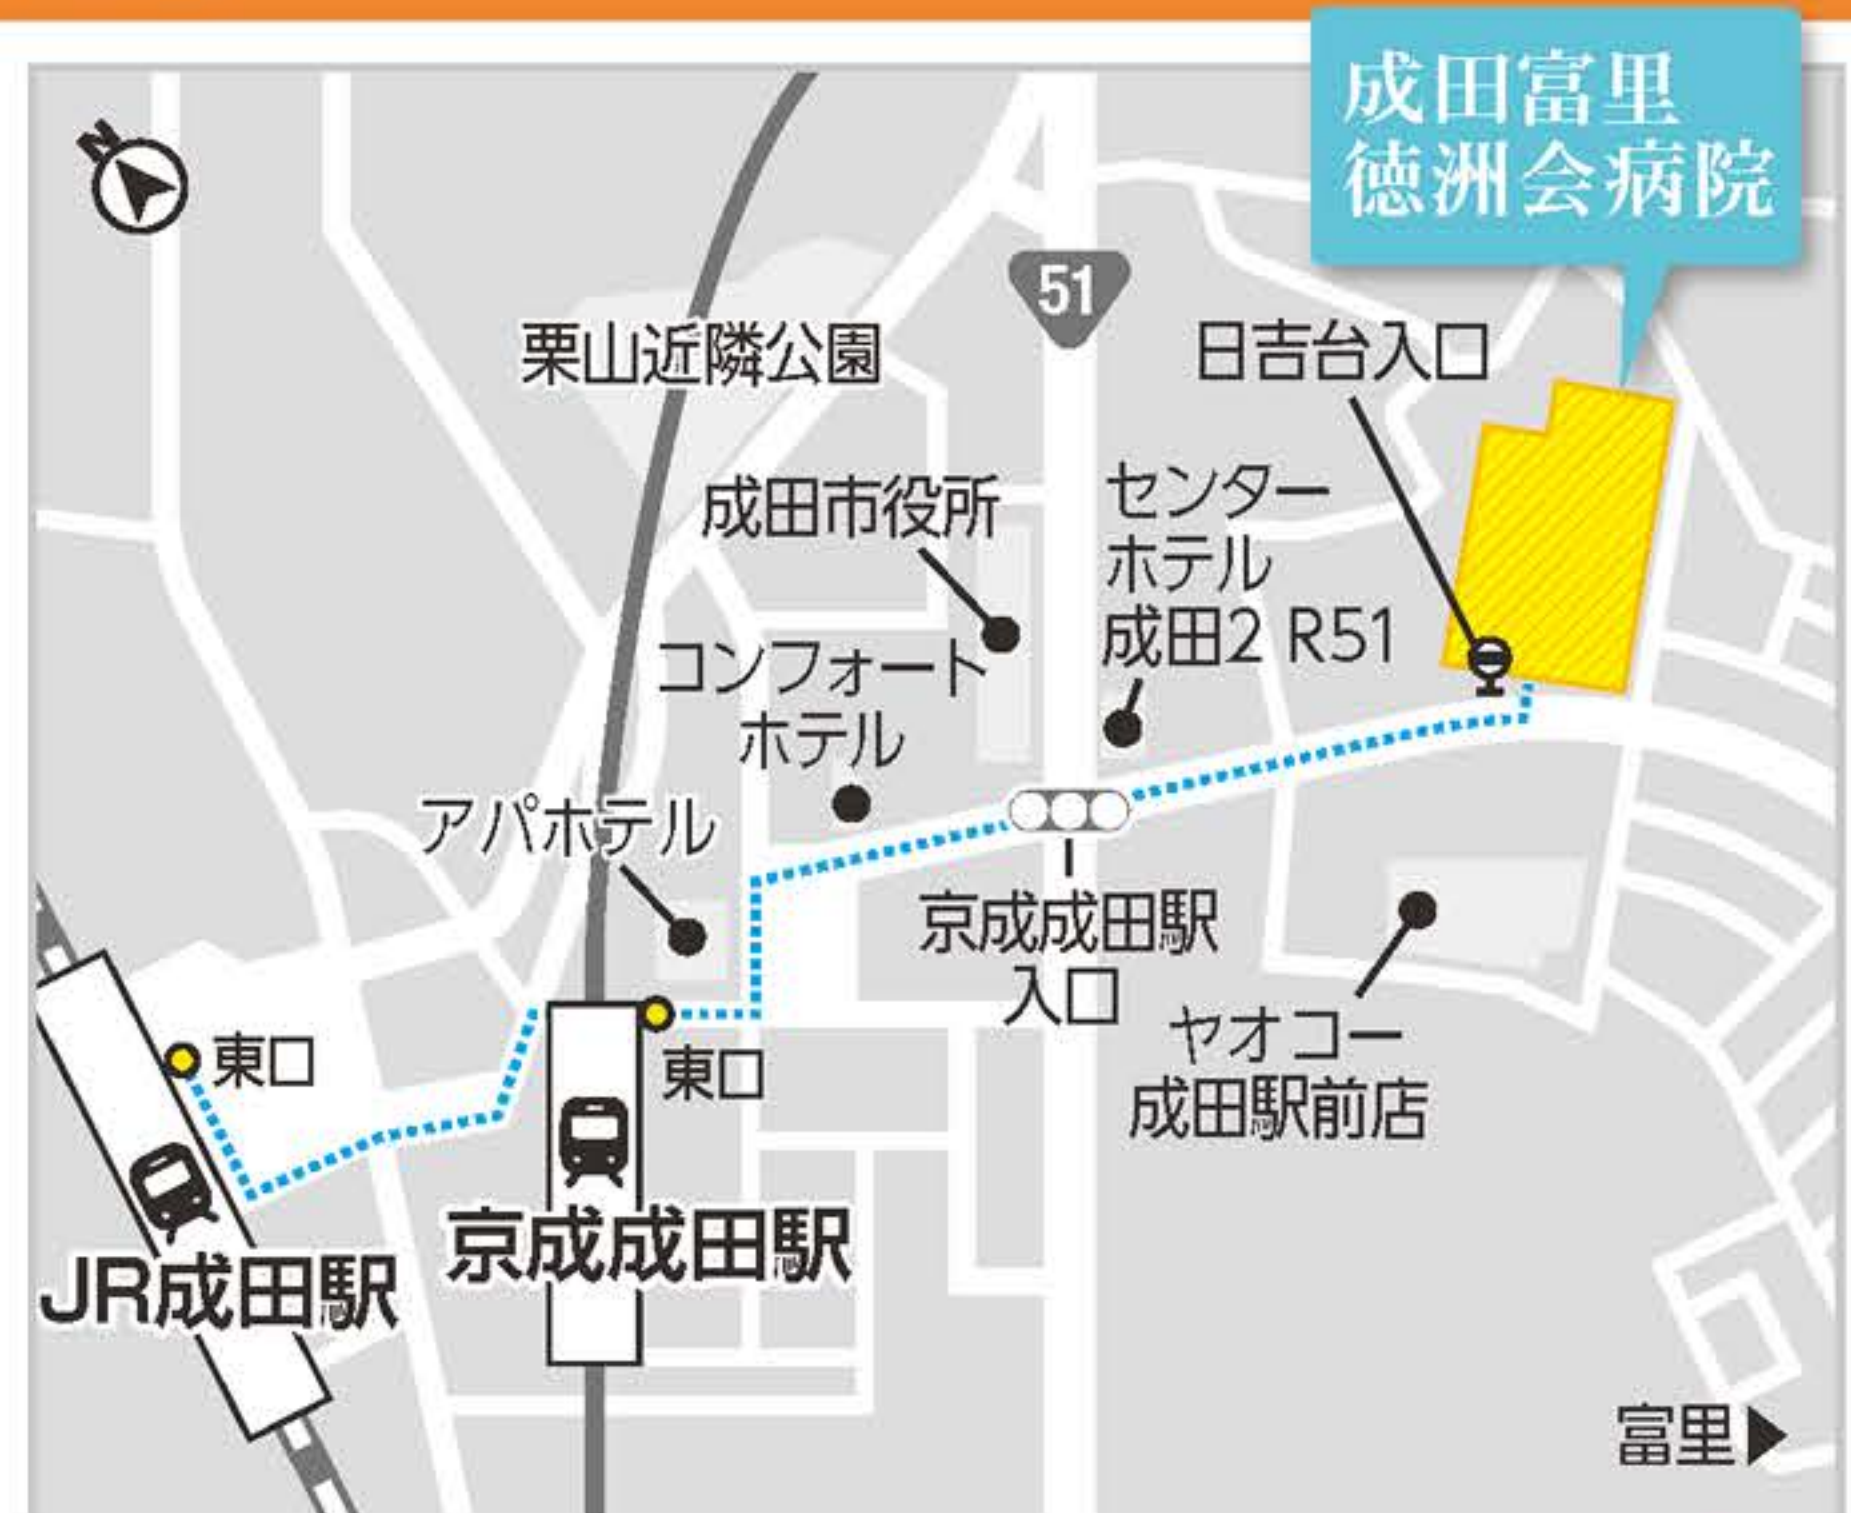 成田富里
徳洲会病院
N
51
栗山近隣公園
日吉台入口
成田市役所
センター
ホテル
成田2 R51
コンフォート
ホテル
アパホテル
京成成田駅
入口
ヤオコー
成田駅前店
東口
東口
京成成田駅
JR成田駅
富里